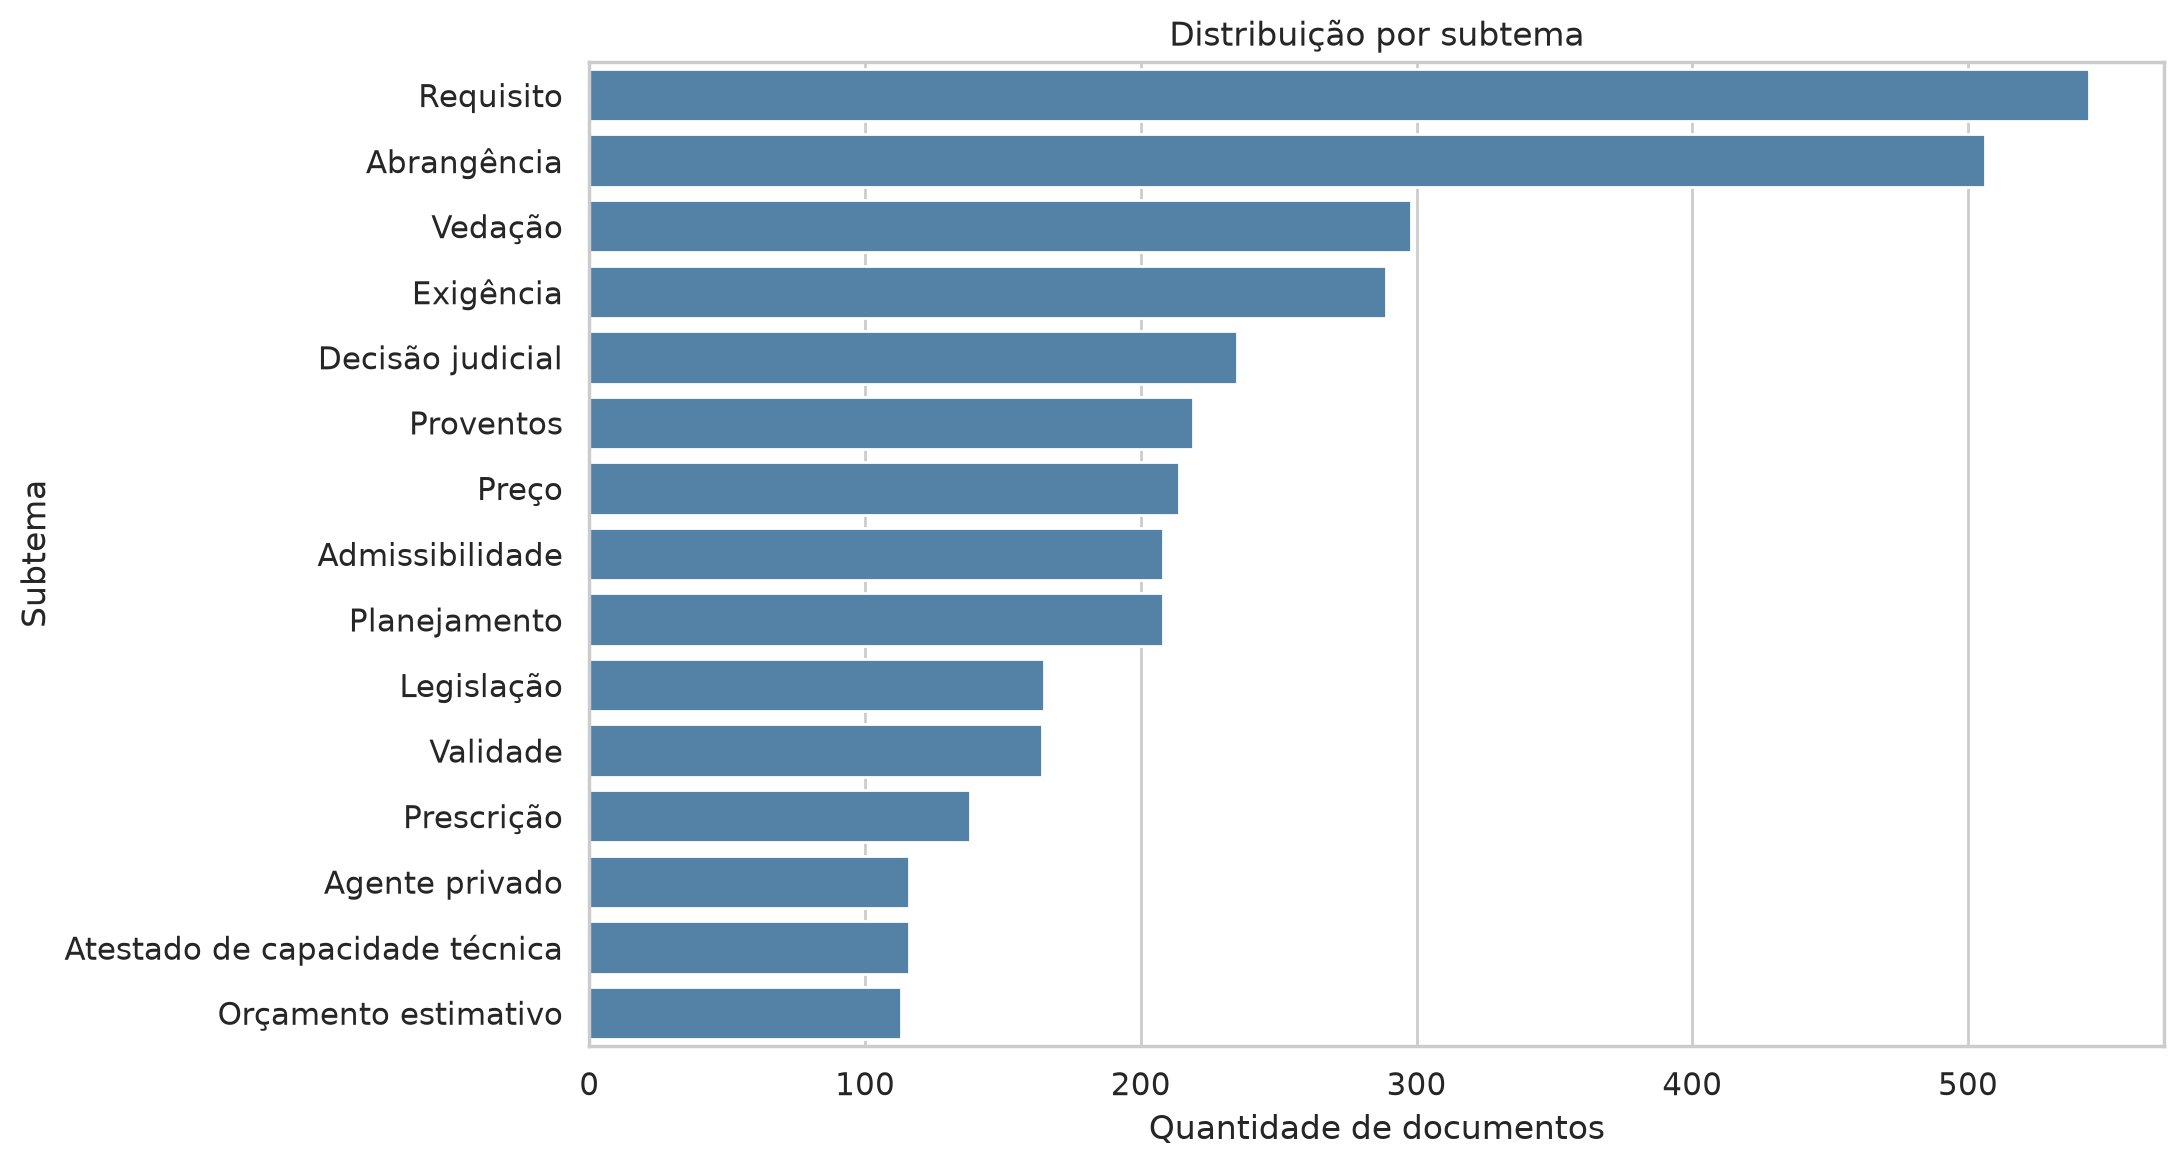 Distribuição por subtema
Subtema
Requisito
Abrangência
Vedação
Exigência
Decisão judicial
Proventos
Preço
Admissibilidade
Planejamento
Legislação
Validade
Prescrição
Agente privado
Atestado de capacidade técnica
Orçamento estimativo
0 100 200 300 400 500
Quantidade de documentos